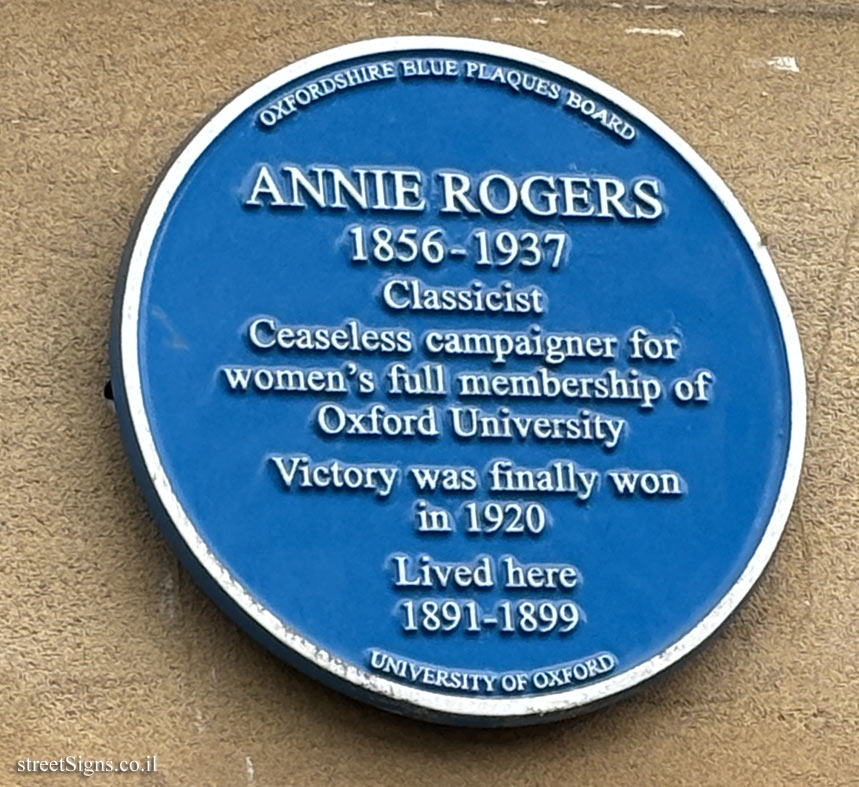 OXFORDSHIRE BLUE PLAQUES BOARD
ANNIE ROGERS
1856-1937
Classicist
Ceaseless campaigner for
women's full membership of
Oxford University
Victory was finally won
in 1920
Lived here
1891-1899
UNIVERSITY OF OXFORD
streetSigns.co.il